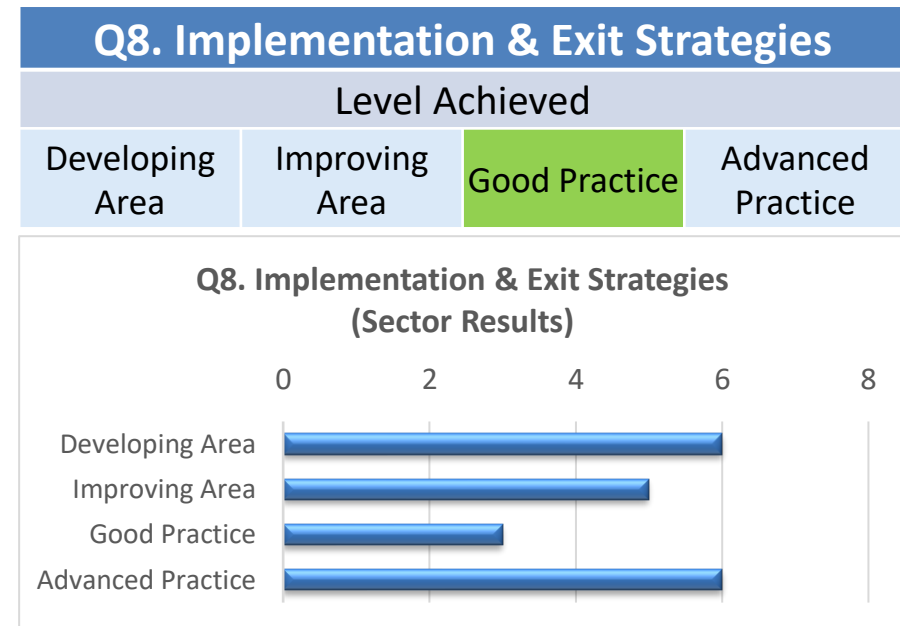 Q8. Implementation & Exit Strategies
Level Achieved
Developing Area
Improving Area
Good Practice
Advanced Practice
Q8. Implementation & Exit Strategies
(Sector Results)
0 2 4 6 8
Developing Area
Improving Area
Good Practice
Advanced Practice